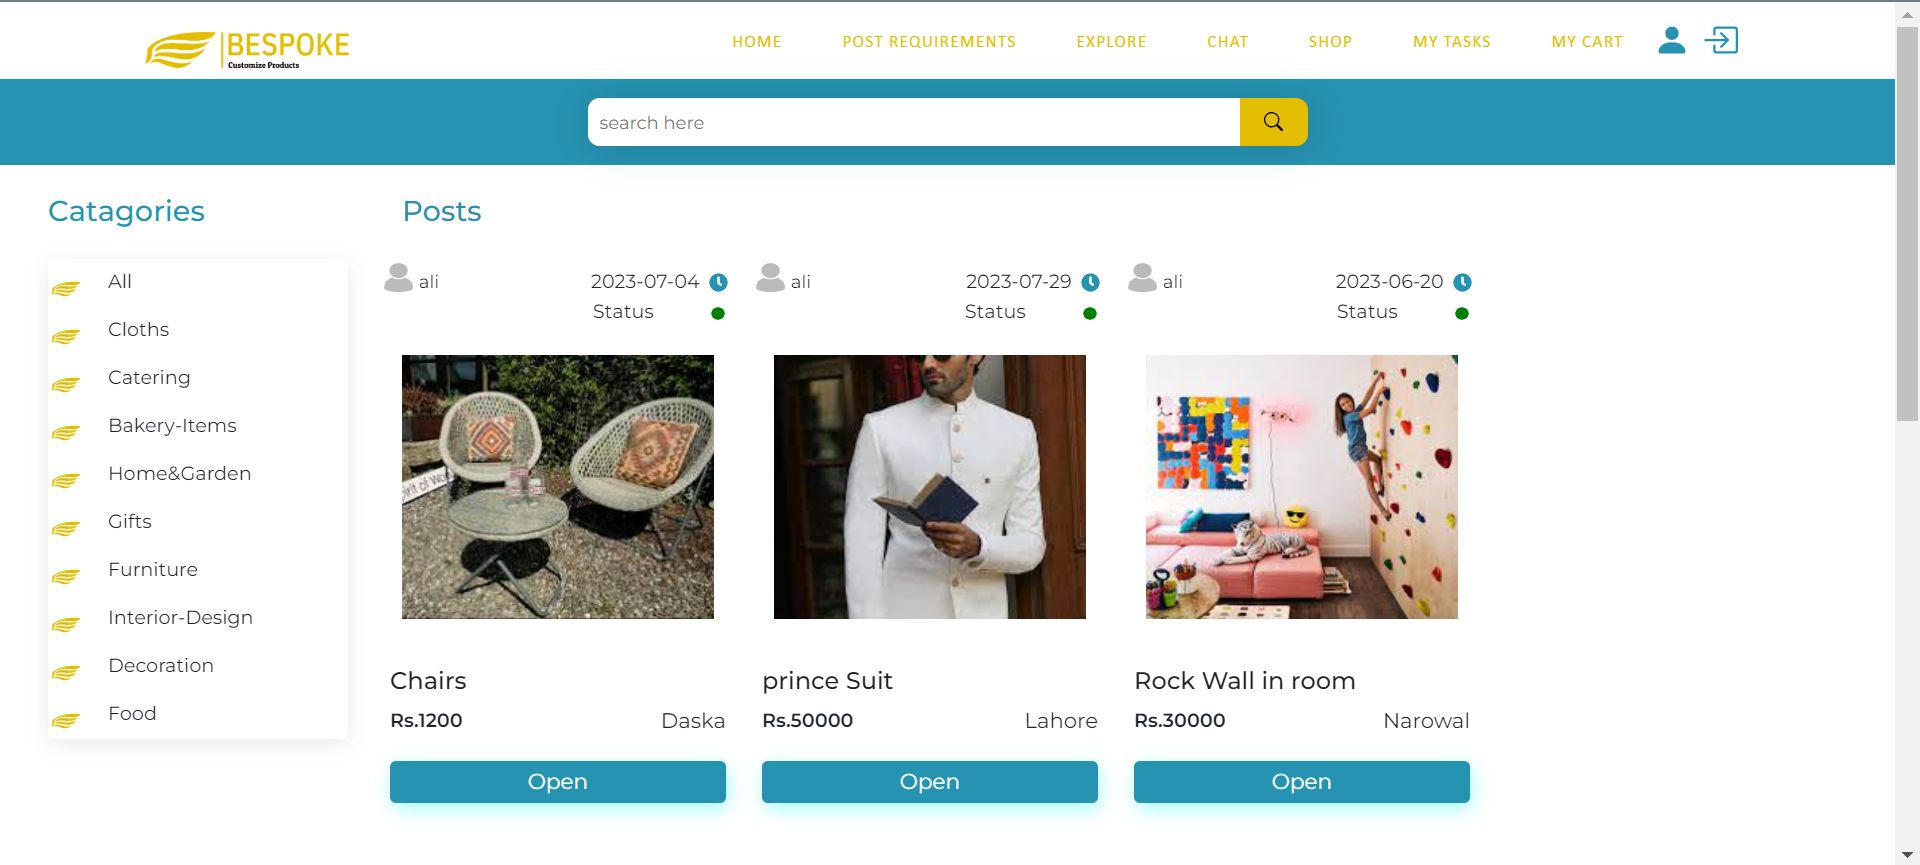 BESPOKE
Customize Products
HOME POST REQUIREMENTS EXPLORE CHAT SHOP MY TASKS MY CART
search here
Catagories
All
Cloths
Catering
Bakery-Items
Home&Garden
Gifts
Furniture
Interior-Design
Decoration
Food
Posts
ali 2023-07-04
Status
Chairs
Rs.1200 Daska
Open
ali 2023-07-29
Status
prince Suit
Rs.50000 Lahore
Open
ali 2023-06-20
Status
Rock Wall in room
Rs.30000 Narowal
Open